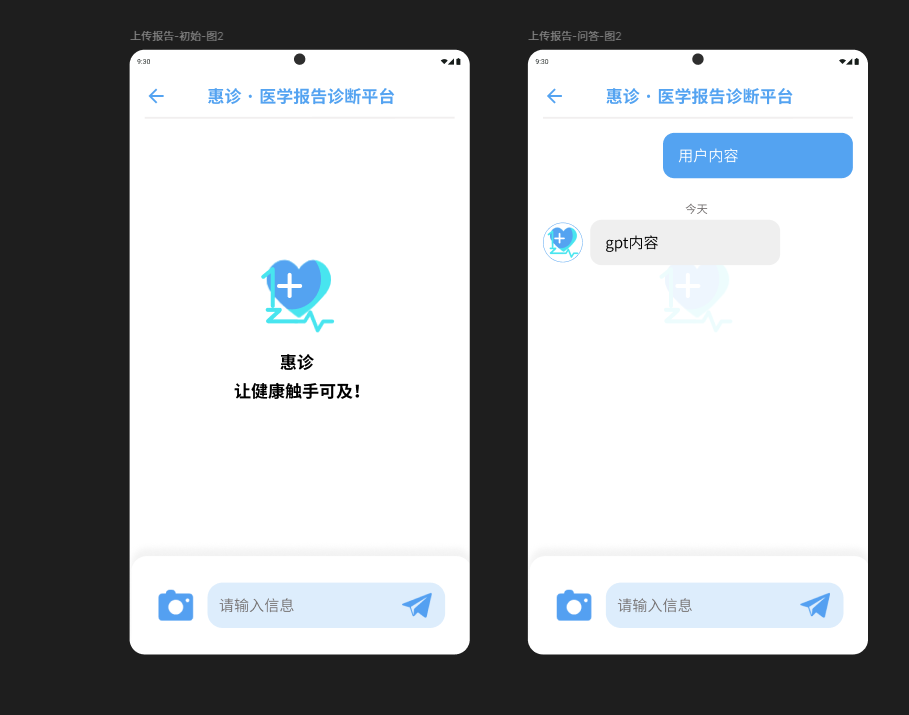 上传报告-初始-图2
9:30
惠诊 · 医学报告诊断平台
惠诊
让健康触手可及!
请输入信息
上传报告-问答-图2
9:30
惠诊 · 医学报告诊断平台
用户内容
今天
gpt内容
请输入信息